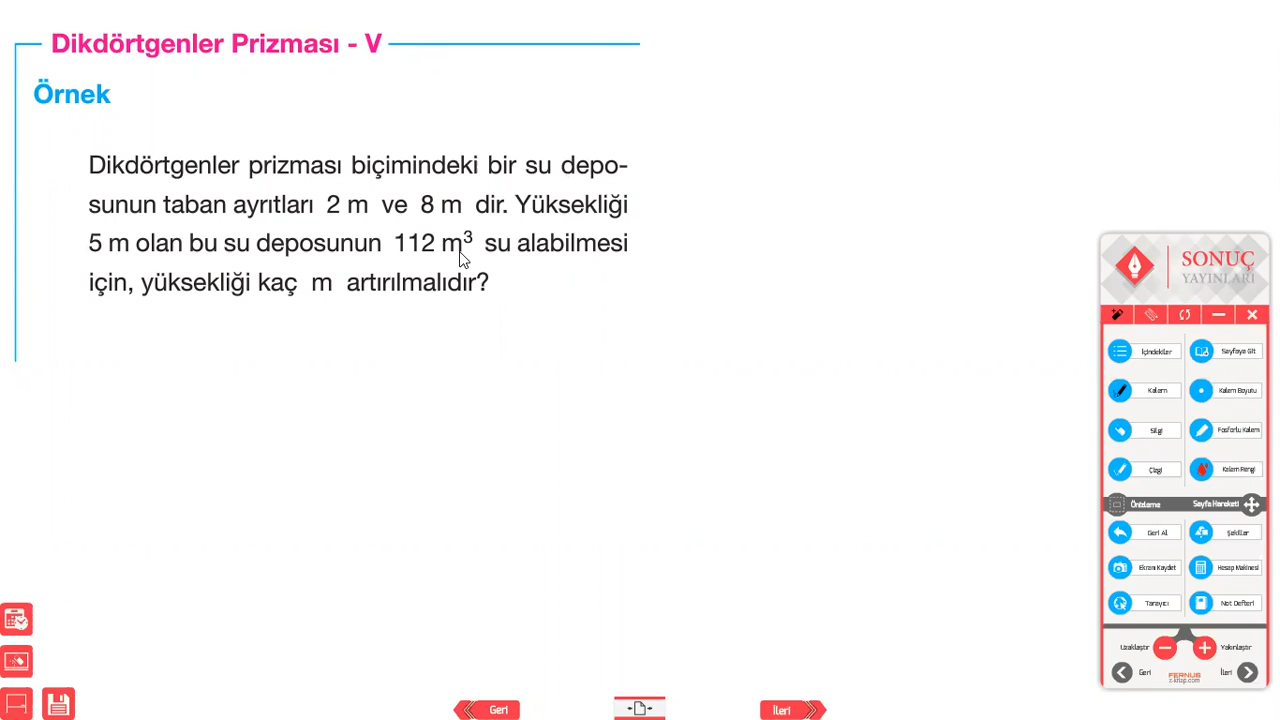 Dikdörtgenler Prizması - V
Örnek
Dikdörtgenler prizması biçimindeki bir su depo-
sunun taban ayrıtları 2 m ve 8 m dir. Yüksekliği
5 m olan bu su deposunun 112 m³ su alabilmesi
için, yüksekliği kaç m artırılmalıdır?
SONUÇ
YAYINLARI
İçindekiler
Sayfaya Git
Kalem
Kalem Boyutu
Silgi
Fosforlu Kalem
Çizgi
Kalem Rengi
Önizleme
Sayfa Hareketi
Geri Al
Şekiller
Ekranı Kaydet
Hesap Makinesi
Tarayıcı
Not Defteri
Uzaklaştır
Yakınlaştır
Geri
FERNUS
z-kitap.com
İleri
Geri
İleri